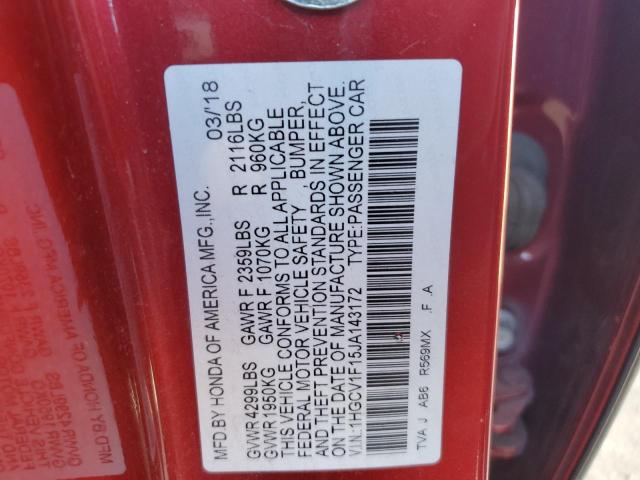 MFD BY HONDA OF AMERICA MFG.,INC. 03/'18
GVWR 4299LBS GAWR F 2359LBS R 2116LBS
GVWR 1950KG GAWR F 1070KG R 960KG
THIS VEHICLE CONFORMS TO ALL APPLICABLE
FEDERAL MOTOR VEHICLE SAFETY , BUMPER,
AND THEFT PREVENTION STANDARDS IN EFFECT
ON THE DATE OF MANUFACTURE SHOWN ABOVE.
V.I.N.:1HGCV1F15JA143172 TYPE:PASSENGER CAR
TVA J AB6 R569MX .F .A